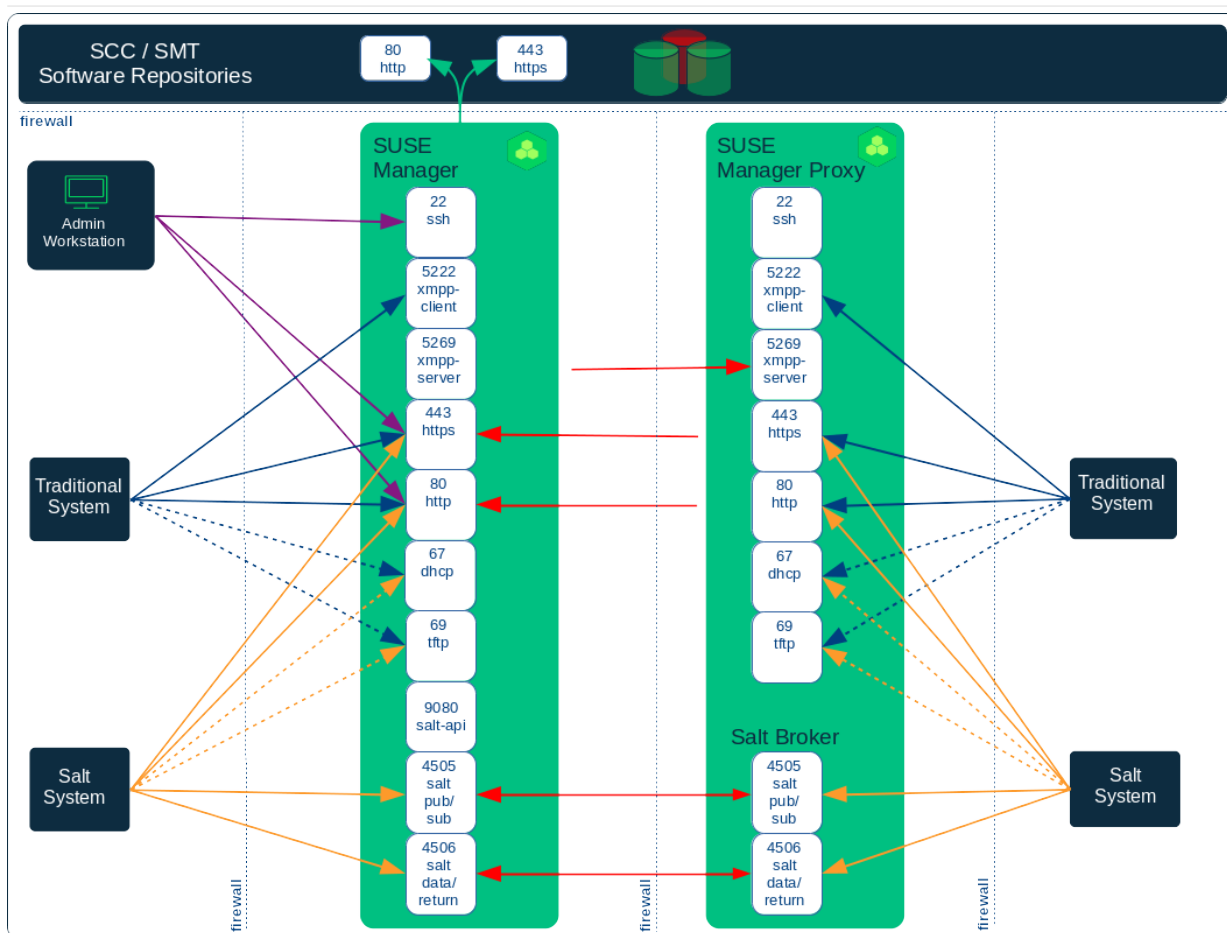 SCC / SMT
Software Repositories
80
http
443
https
firewall
Admin
Workstation
Traditional
System
Salt
System
SUSE
Manager
22
ssh
5222
xmpp-
client
5269
xmpp-
server
443
https
80
http
67
dhcp
69
tftp
9080
salt-api
4505
salt
pub/
sub
4506
salt
data/
return
SUSE
Manager Proxy
22
ssh
5222
xmpp-
client
5269
xmpp-
server
443
https
80
http
67
dhcp
69
tftp
Salt Broker
4505
salt
pub/
sub
4506
salt
data/
return
Traditional
System
Salt
System
firewall
firewall
firewall